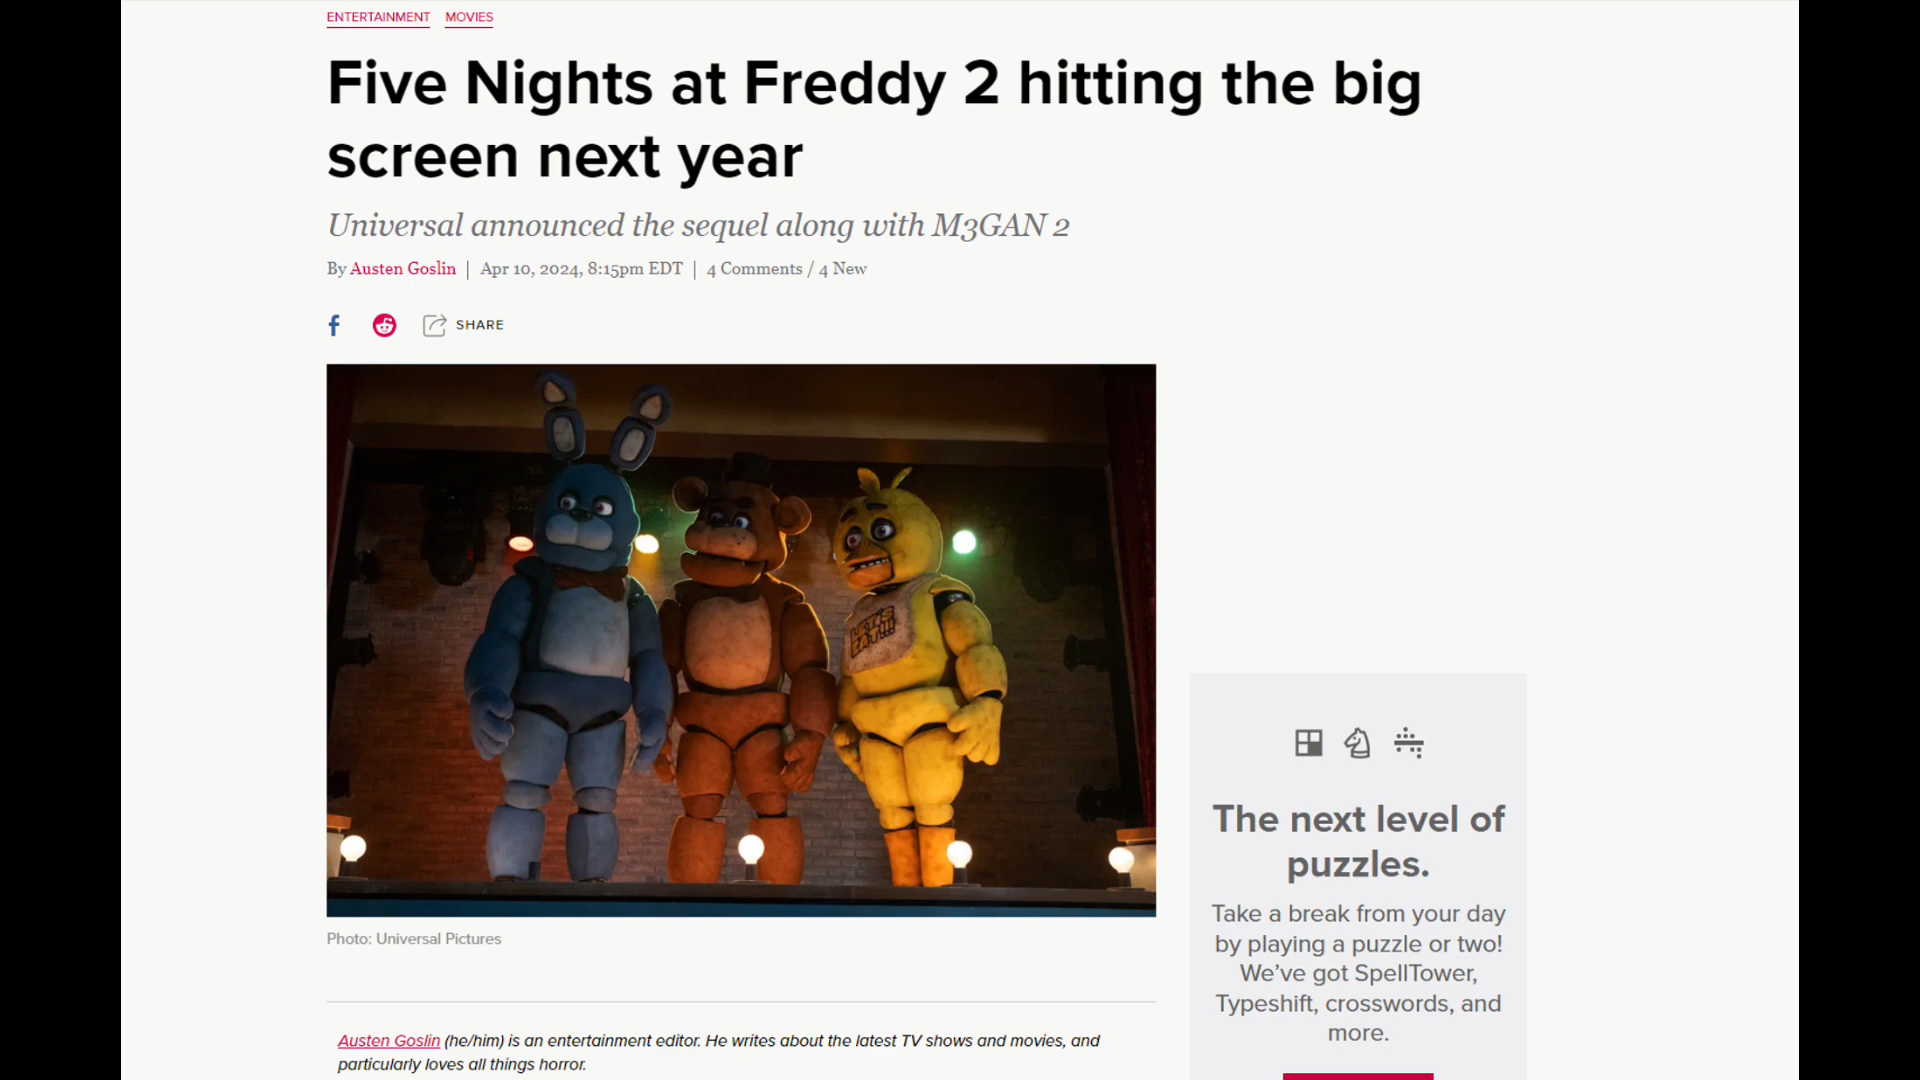 ENTERTAINMENT MOVIES
Five Nights at Freddy 2 hitting the big
screen next year
Universal announced the sequel along with M3GAN 2
By Austen Goslin | Apr 10, 2024, 8:15pm EDT | 4 Comments / 4 New
SHARE
LET'S
EAT!!!
Photo: Universal Pictures
The next level of
puzzles.
Take a break from your day
by playing a puzzle or two!
We’ve got SpellTower,
Typeshift, crosswords, and
more.
Austen Goslin (he/him) is an entertainment editor. He writes about the latest TV shows and movies, and
particularly loves all things horror.